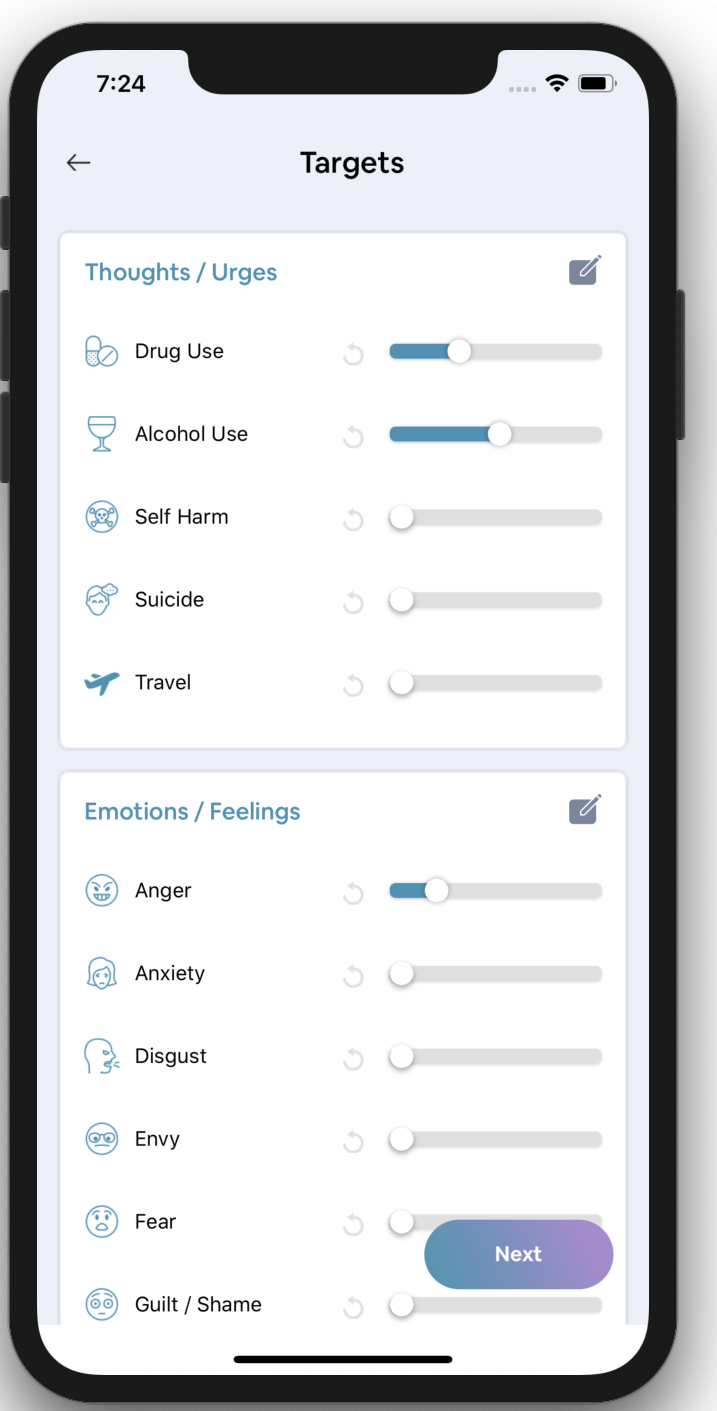 7:24
Targets
Thoughts / Urges
Drug Use
Alcohol Use
Self Harm
Suicide
Travel
Emotions / Feelings
Anger
Anxiety
Disgust
Envy
Fear
Next
Guilt / Shame